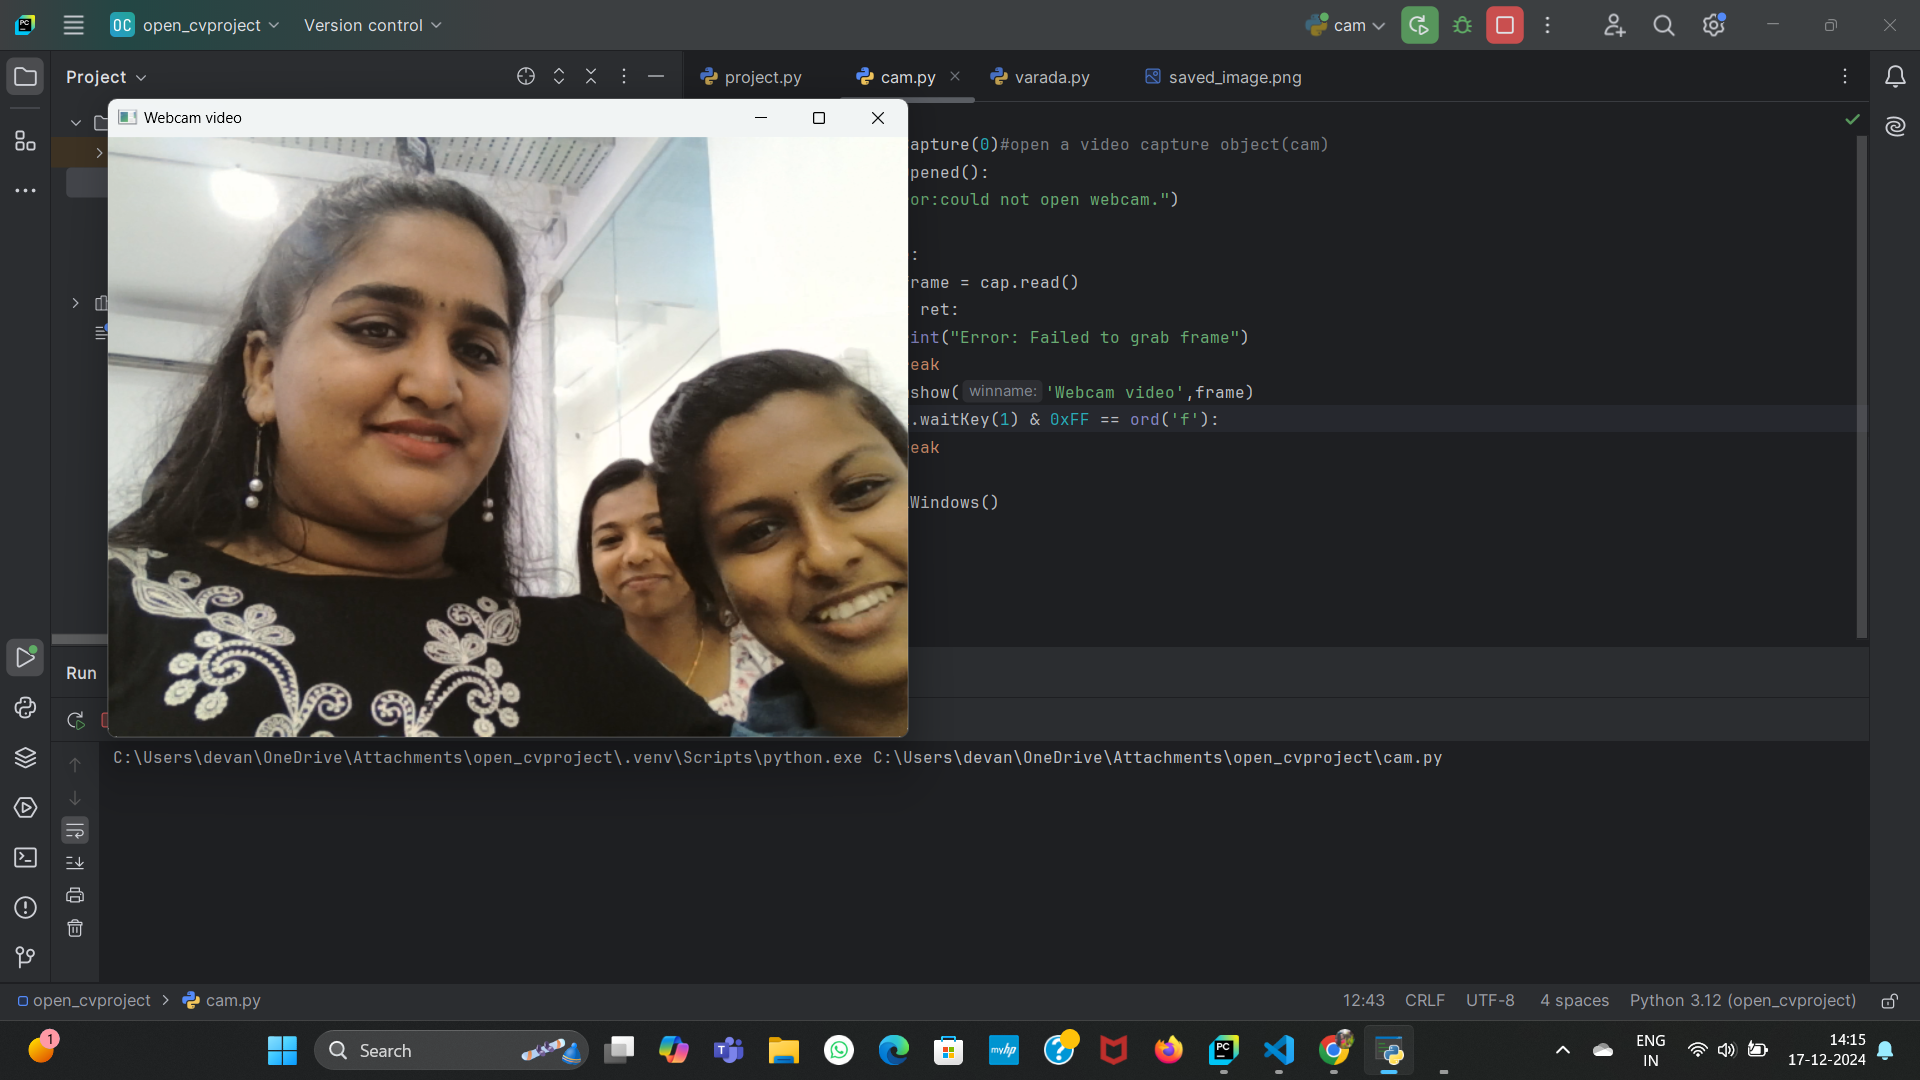 OC open_cvproject Version control cam
Project
project.py cam.py varada.py saved_image.png
Webcam video
apture(0)#open a video capture object(cam)
pened():
or:could not open webcam.")
:
rame = cap.read()
ret:
int("Error: Failed to grab frame")
eak
show( winname: 'Webcam video',frame)
.waitKey(1) & 0xFF == ord('f'):
eak
Windows()
Run
C:\Users\devan\OneDrive\Attachments\open_cvproject\.venv\Scripts\python.exe C:\Users\devan\OneDrive\Attachments\open_cvproject\cam.py
open_cvproject > cam.py 12:43 CRLF UTF-8 4 spaces Python 3.12 (open_cvproject)
1 Search myhp ENG 14:15
IN 17-12-2024